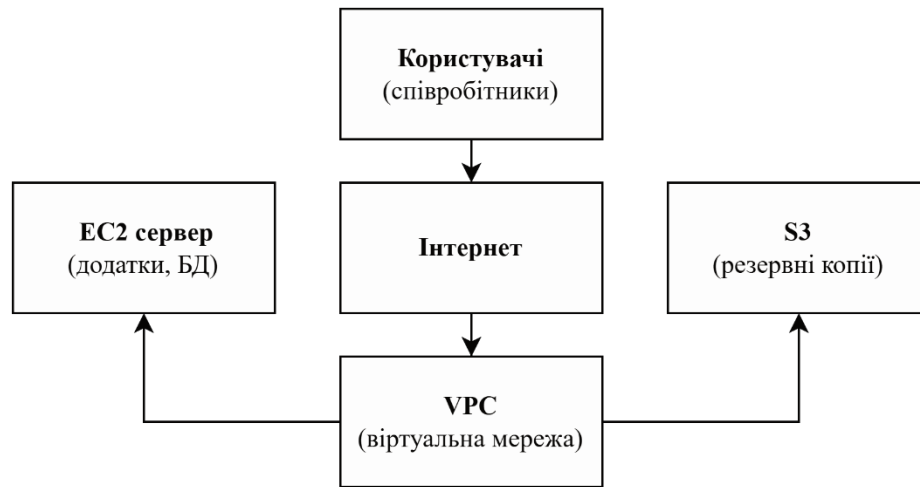 Користувачі
(співробітники)
EC2 сервер
(додатки, БД)
Інтернет
S3
(резервні копії)
VPC
(віртуальна мережа)